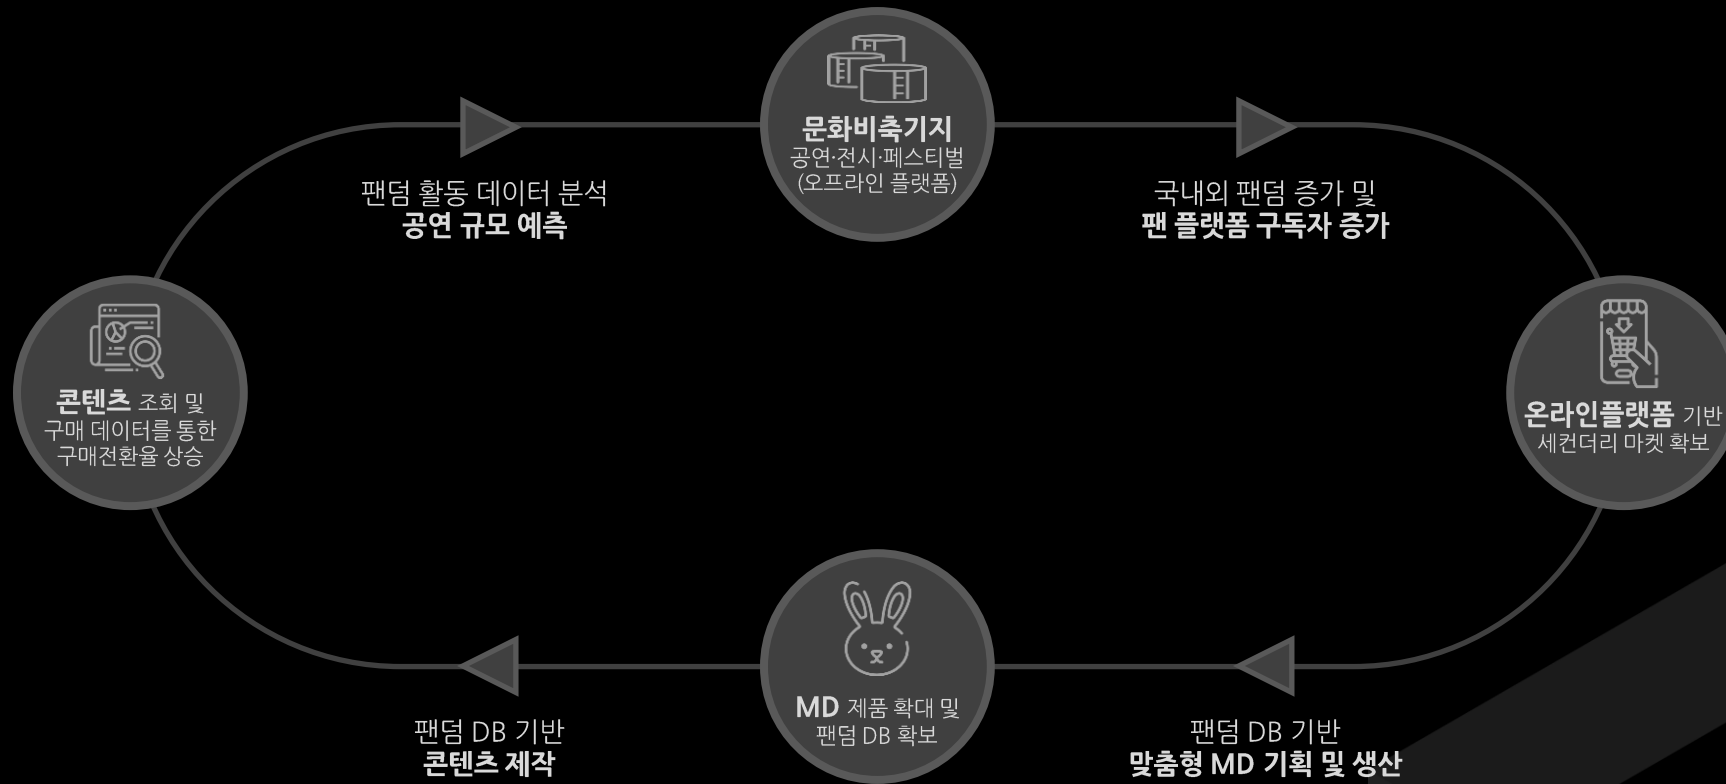 문화비축기지
공연·전시·페스티벌
(오프라인 플랫폼)
팬덤 활동 데이터 분석
공연 규모 예측
국내외 팬덤 증가 및
팬 플랫폼 구독자 증가
콘텐츠 조회 및
구매 데이터를 통한
구매전환율 상승
온라인플랫폼 기반
세컨더리 마켓 확보
MD 제품 확대 및
팬덤 DB 확보
팬덤 DB 기반
콘텐츠 제작
팬덤 DB 기반
맞춤형 MD 기획 및 생산